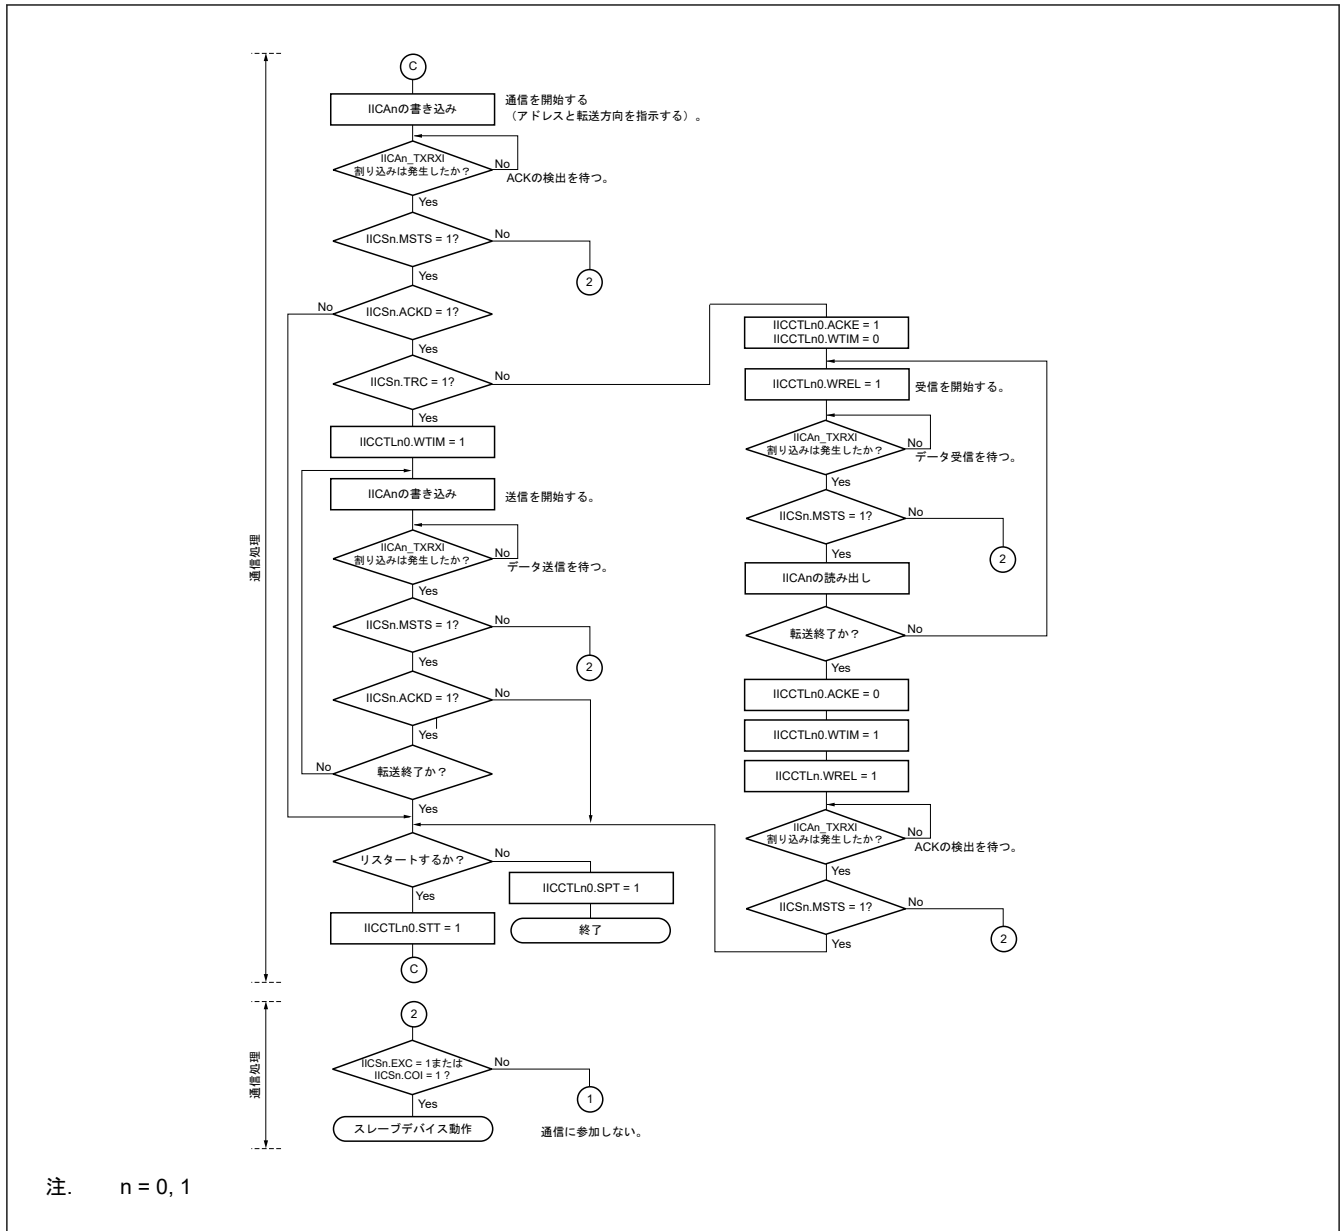 C
IICAnの書き込み
通信を開始する
（アドレスと転送方向を指示する）。
IICAn_TXRXI
割り込みは発生したか？
No
ACKの検出を待つ。
Yes
IICSn.MSTS = 1?
No
2
Yes
IICSn.ACKD = 1?
No
Yes
IICSn.TRC = 1?
No
Yes
IICCTLn0.WTIM = 1
IICAnの書き込み
送信を開始する。
IICAn_TXRXI
割り込みは発生したか？
No
データ送信を待つ。
Yes
IICSn.MSTS = 1?
No
2
Yes
IICSn.ACKD = 1?
No
Yes
転送終了か？
No
Yes
リスタートするか？
No
IICCTLn0.SPT = 1
終了
Yes
IICCTLn0.STT = 1
C
通信処理
IICCTLn0.ACKE = 1
IICCTLn0.WTIM = 0
IICCTLn0.WREL = 1
受信を開始する。
IICAn_TXRXI
割り込みは発生したか？
No
データ受信を待つ。
Yes
IICSn.MSTS = 1?
No
2
Yes
IICAnの読み出し
転送終了か？
No
Yes
IICCTLn0.ACKE = 0
IICCTLn0.WTIM = 1
IICCTLn.WREL = 1
IICAn_TXRXI
割り込みは発生したか？
No
ACKの検出を待つ。
Yes
IICSn.MSTS = 1?
No
2
Yes
通信処理
2
IICSn.EXC = 1または
IICSn.COI = 1 ?
No
1
通信に参加しない。
Yes
スレーブデバイス動作
注. n = 0, 1